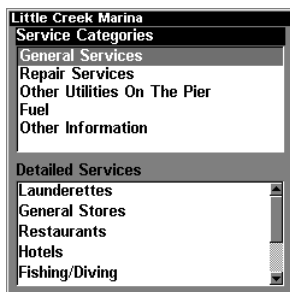 Little Creek Marina
Service Categories
General Services
Repair Services
Other Utilities On The Pier
Fuel
Other Information
Detailed Services
Launderettes
General Stores
Restaurants
Hotels
Fishing/Diving